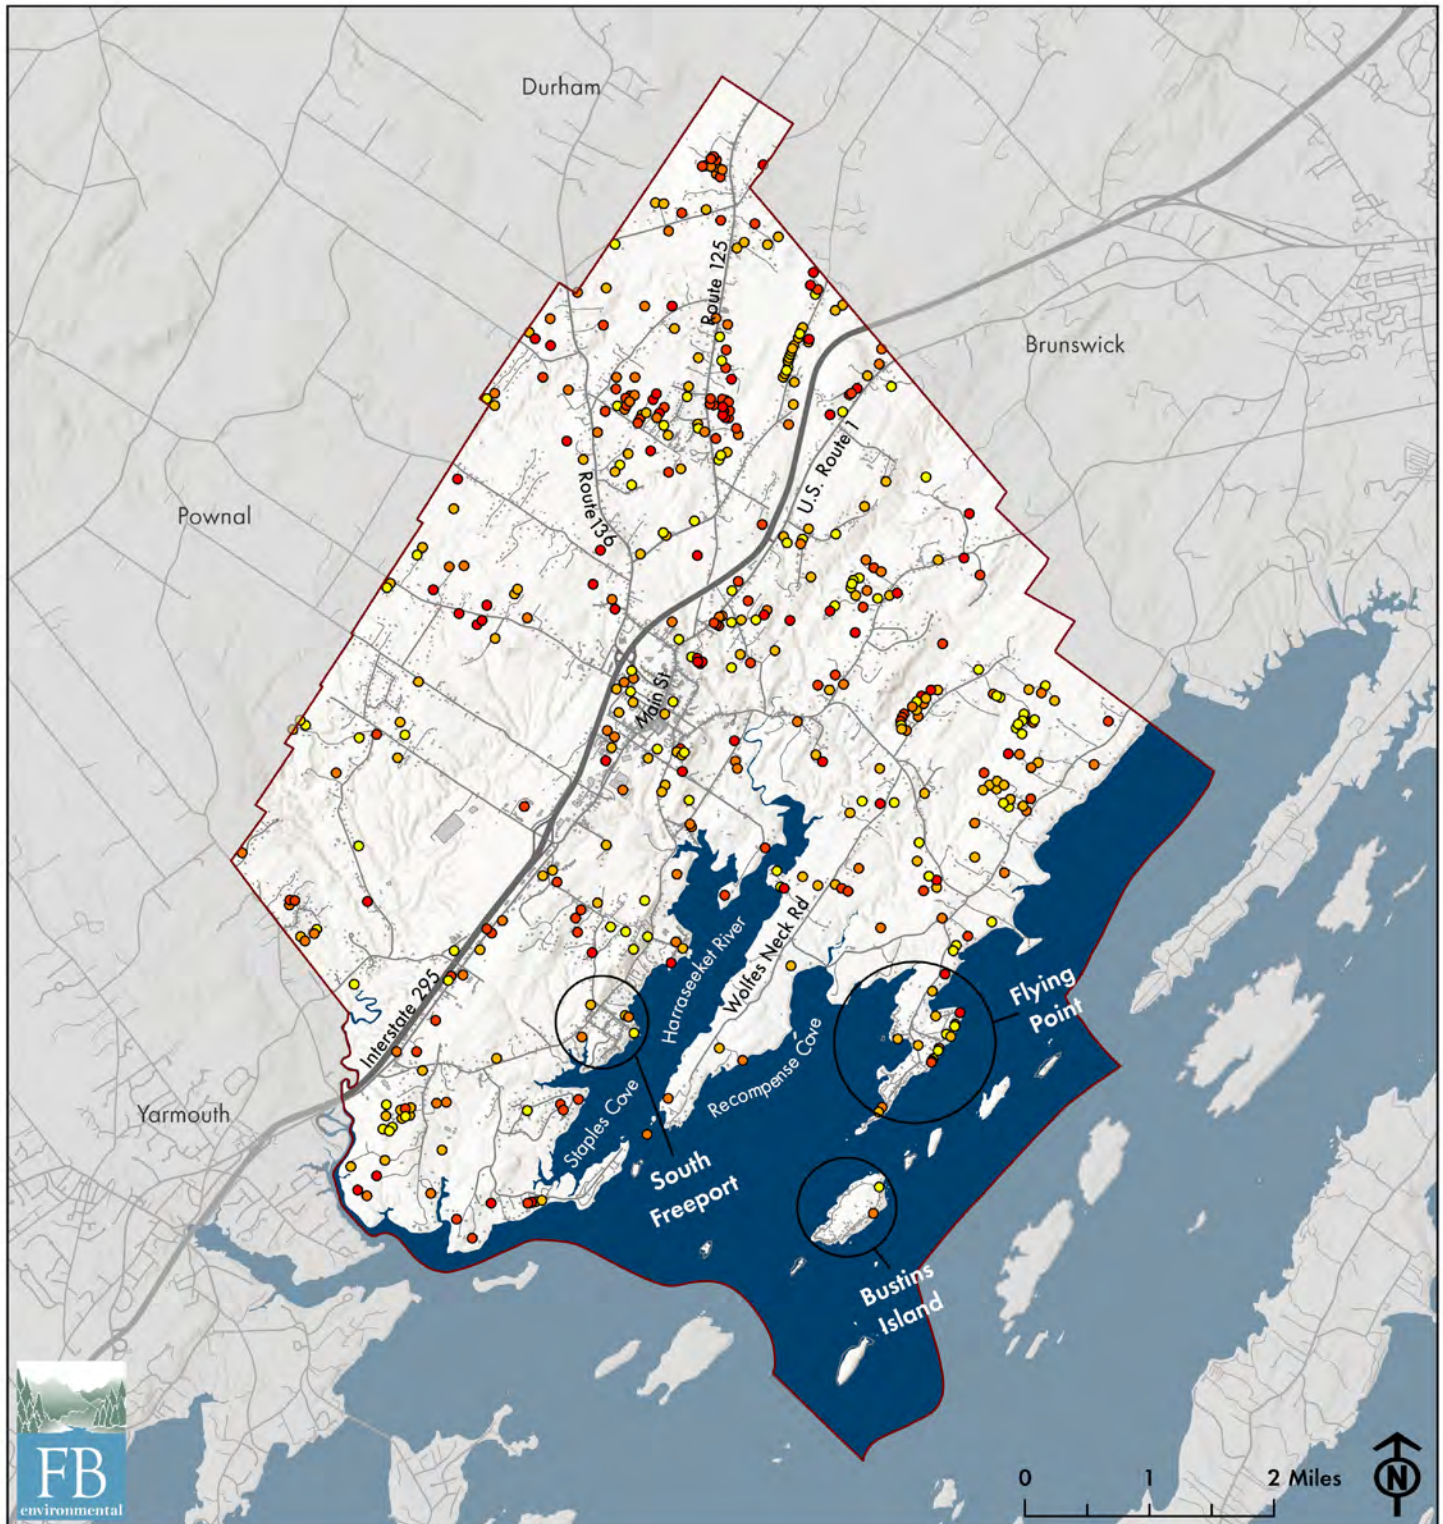 Durham
Route 125
Brunswick
U.S. Route 1
Route 136
Pownal
Main St
Harraseeket River
Wolfes Neck Rd
Flying
Point
Interstate 295
Recompense Cove
Yarmouth
Staples Cove
South
Freeport
Bustins
Island
FB
environmental
0 1 2 Miles
N